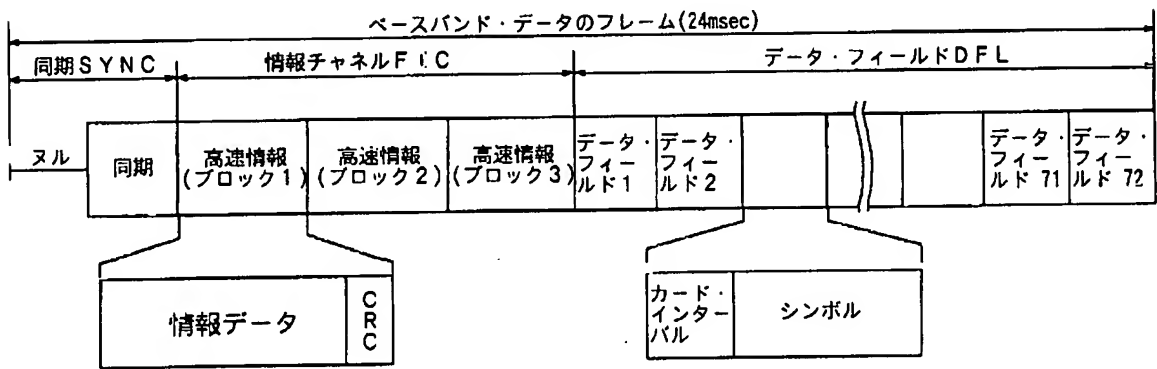 ベースバンド・データのフレーム(24msec)
同期SYNC
情報チャネルFIC
データ・フィールドDFL
ヌル
同期
高速情報
(ブロック1)
高速情報
(ブロック2)
高速情報
(ブロック3)
データ・
フィー
ルド1
データ・
フィー
ルド2
データ・
フィー
ルド 71
データ・
フィー
ルド 72
情報データ
CRC
カード・
インター
バル
シンボル